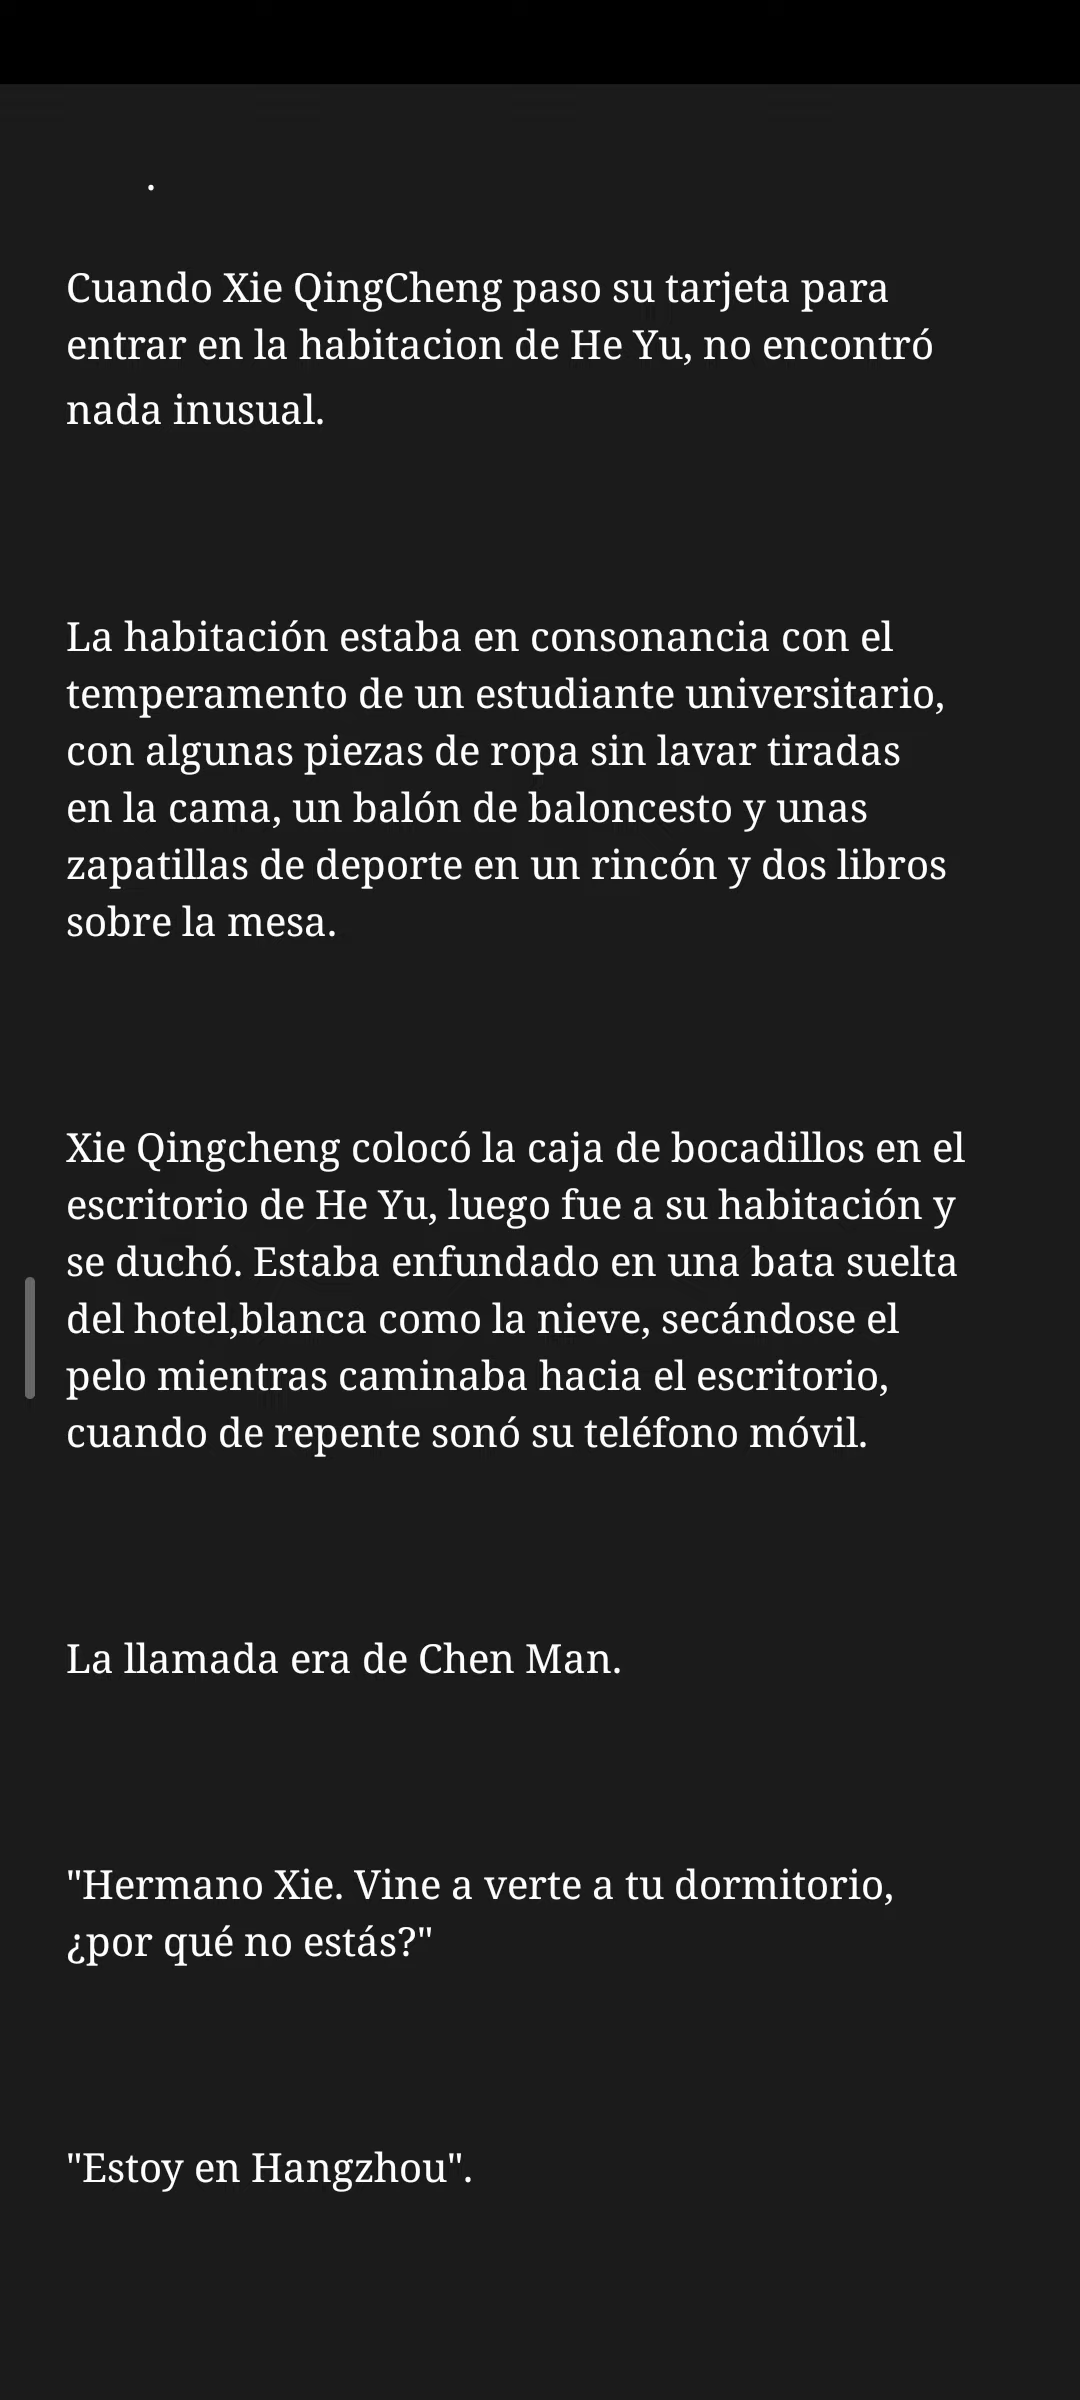 .
Cuando Xie QingCheng paso su tarjeta para
entrar en la habitacion de He Yu, no encontró
nada inusual.
La habitación estaba en consonancia con el
temperamento de un estudiante universitario,
con algunas piezas de ropa sin lavar tiradas
en la cama, un balón de baloncesto y unas
zapatillas de deporte en un rincón y dos libros
sobre la mesa.
Xie Qingcheng colocó la caja de bocadillos en el
escritorio de He Yu, luego fue a su habitación y
se duchó. Estaba enfundado en una bata suelta
del hotel,blanca como la nieve, secándose el
pelo mientras caminaba hacia el escritorio,
cuando de repente sonó su teléfono móvil.
La llamada era de Chen Man.
"Hermano Xie. Vine a verte a tu dormitorio,
¿por qué no estás?"
"Estoy en Hangzhou".